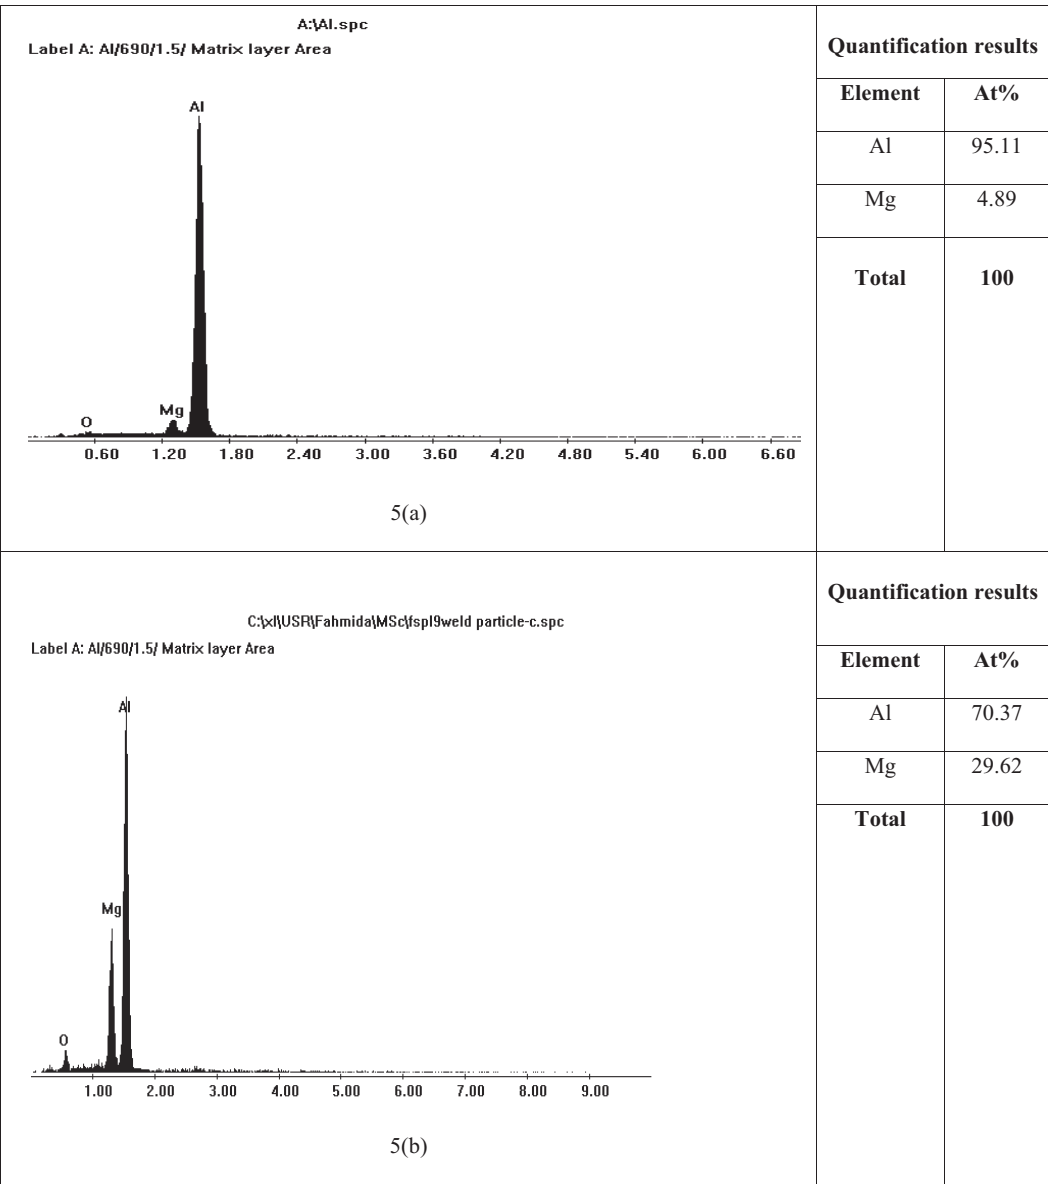 A:\Al.spc
Label A: Al/690/1.5/ Matrix layer Area
Al
Mg
O
0.60 1.20 1.80 2.40 3.00 3.60 4.20 4.80 5.40 6.00 6.60
5(a)
Quantification results
Element At%
Al 95.11
Mg 4.89
Total 100
C:\xl\USR\Fahmida\MSc\fspl9weld particle-c.spc
Label A: Al/690/1.5/ Matrix layer Area
Al
Mg
O
1.00 2.00 3.00 4.00 5.00 6.00 7.00 8.00 9.00
5(b)
Quantification results
Element At%
Al 70.37
Mg 29.62
Total 100